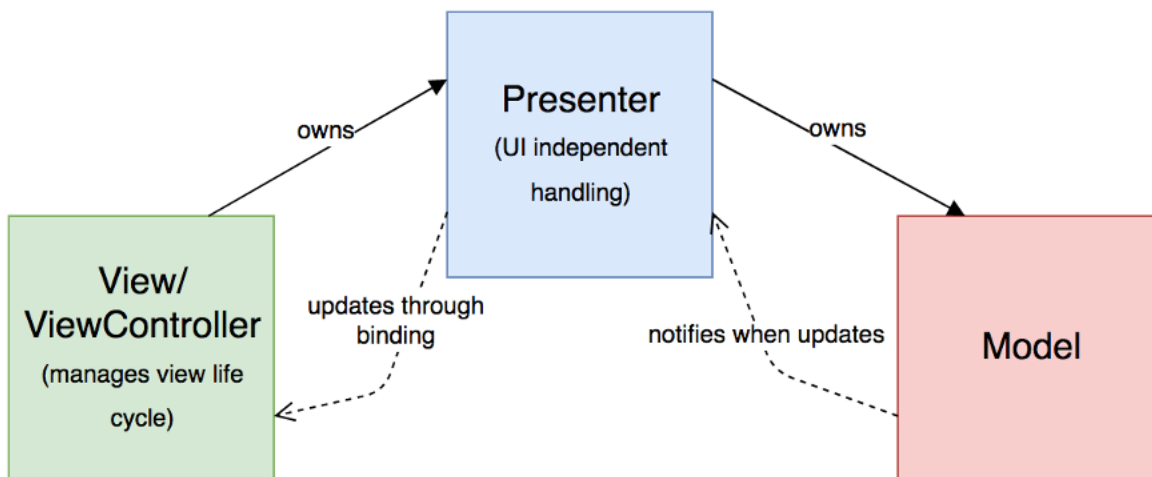 Presenter
(UI independent
handling)
owns
owns
View/
ViewController
(manages view life
cycle)
updates through
binding
notifies when updates
Model